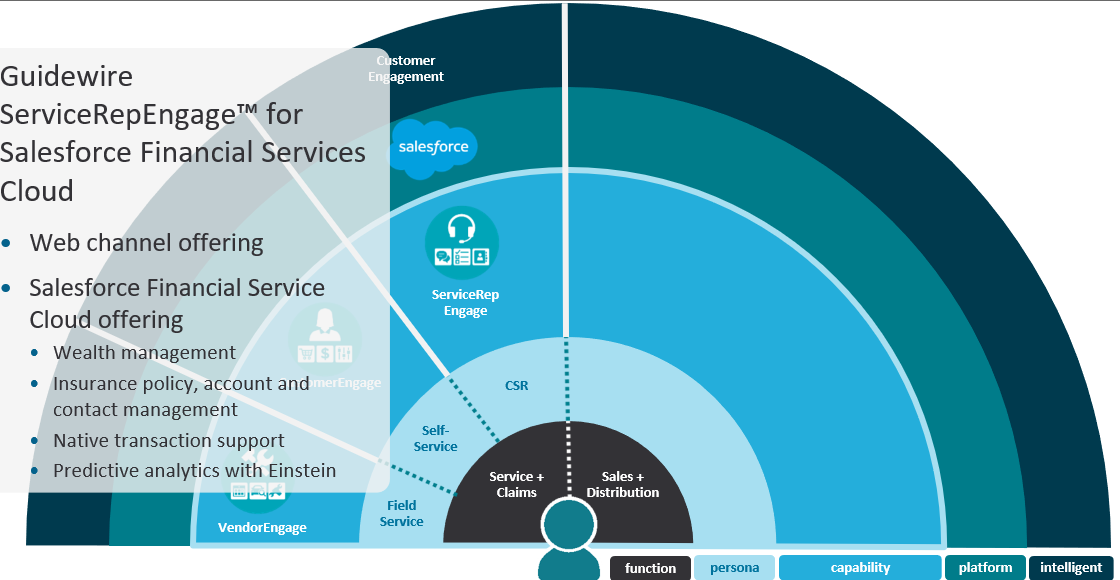 Guidewire
ServiceRepEngage™ for
Salesforce Financial Services
Cloud
• Web channel offering
• Salesforce Financial Service
Cloud offering
• Wealth management
• Insurance policy, account and
contact management
• Native transaction support
• Predictive analytics with Einstein
Customer
Engagement
salesforce
ServiceRep
Engage
omerEngage
VendorEngage
CSR
Self-
Service
Field
Service
Service +
Claims
Sales +
Distribution
function
persona
capability
platform
intelligent